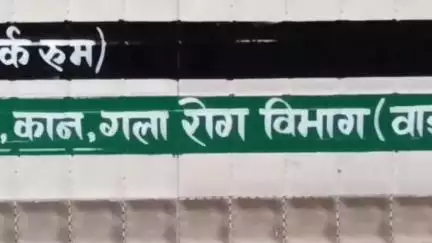 र्क रुम)
, कान, गला रोग विभाग (वार्ड